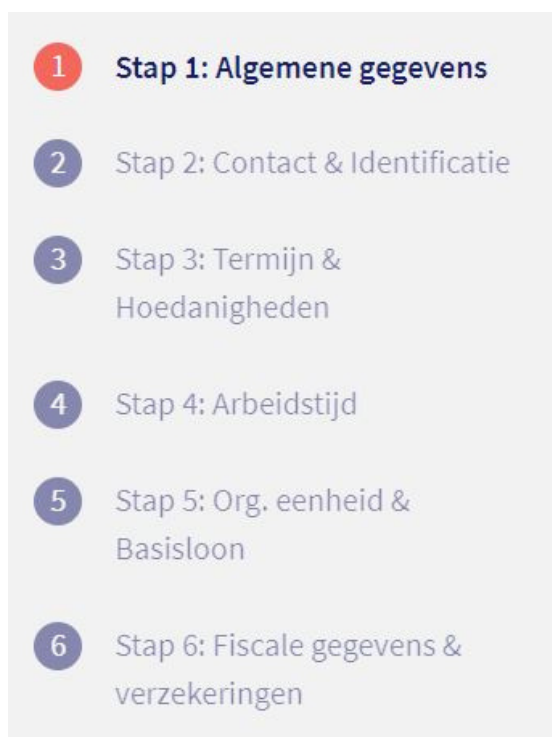 1 Stap 1: Algemene gegevens
2 Stap 2: Contact & Identificatie
3 Stap 3: Termijn &
Hoedanigheden
4 Stap 4: Arbeidstijd
5 Stap 5: Org. eenheid &
Basisloon
6 Stap 6: Fiscale gegevens &
verzekeringen